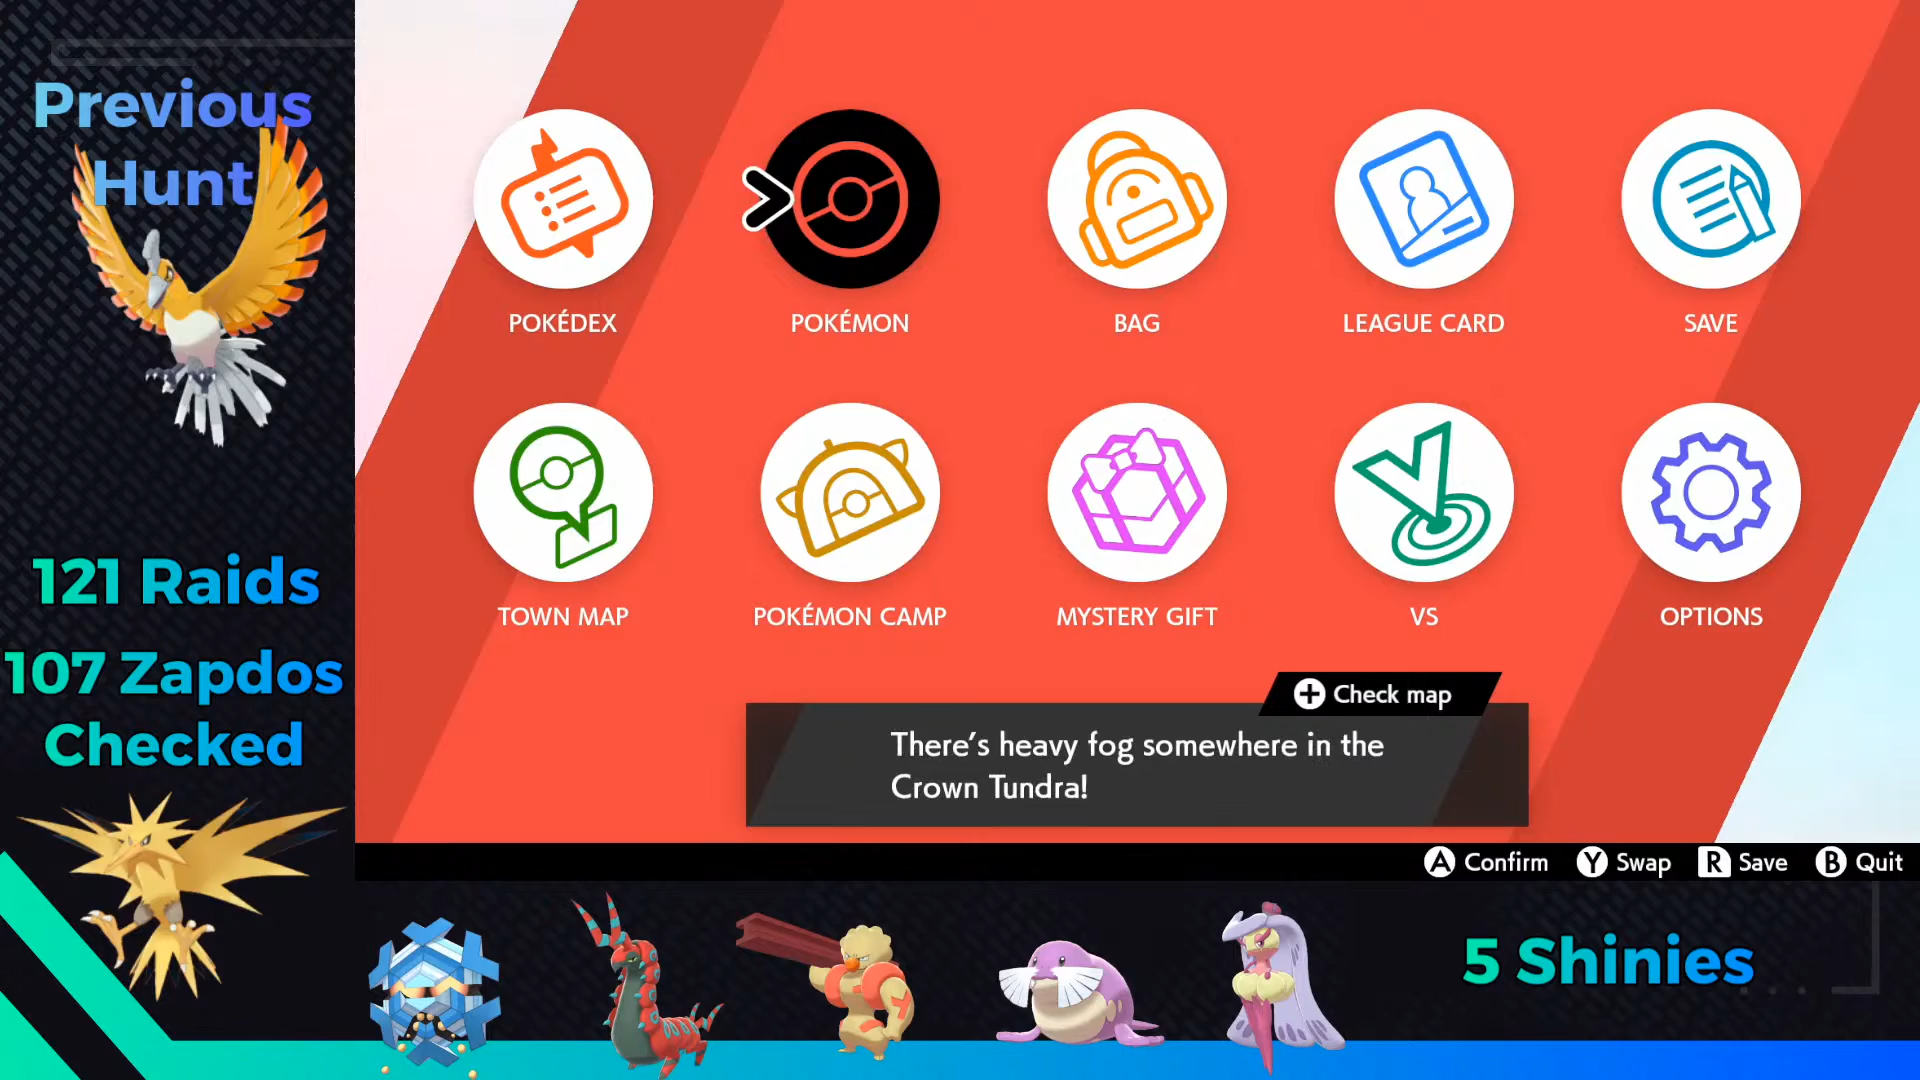 Previous
Hunt
121 Raids
107 Zapdos
Checked
POKÉDEX
POKÉMON
BAG
LEAGUE CARD
SAVE
TOWN MAP
POKÉMON CAMP
MYSTERY GIFT
VS
OPTIONS
+ Check map
There's heavy fog somewhere in the
Crown Tundra!
A Confirm Y Swap R Save B Quit
5 Shinies